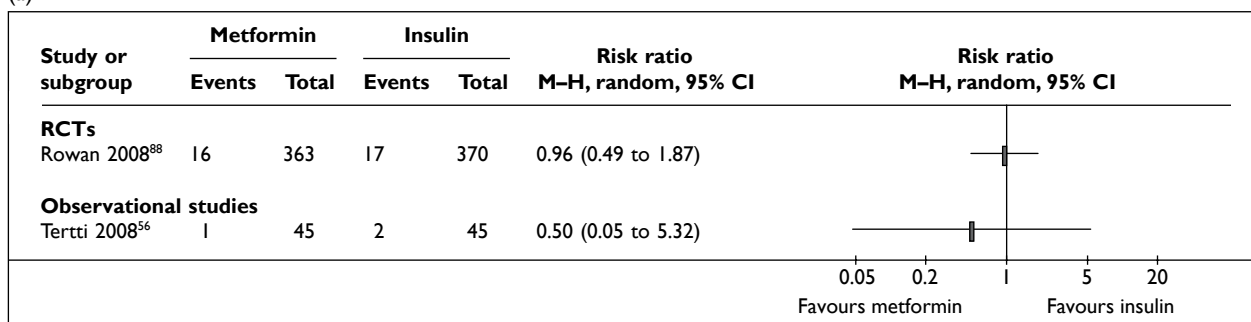 (a)
Metformin Insulin
Study or subgroup Events Total Events Total Risk ratio M–H, random, 95% CI Risk ratio M–H, random, 95% CI
RCTs
Rowan 2008⁸⁸ 16 363 17 370 0.96 (0.49 to 1.87)
Observational studies
Tertti 2008⁵⁶ 1 45 2 45 0.50 (0.05 to 5.32)
0.05 0.2 1 5 20
Favours metformin Favours insulin